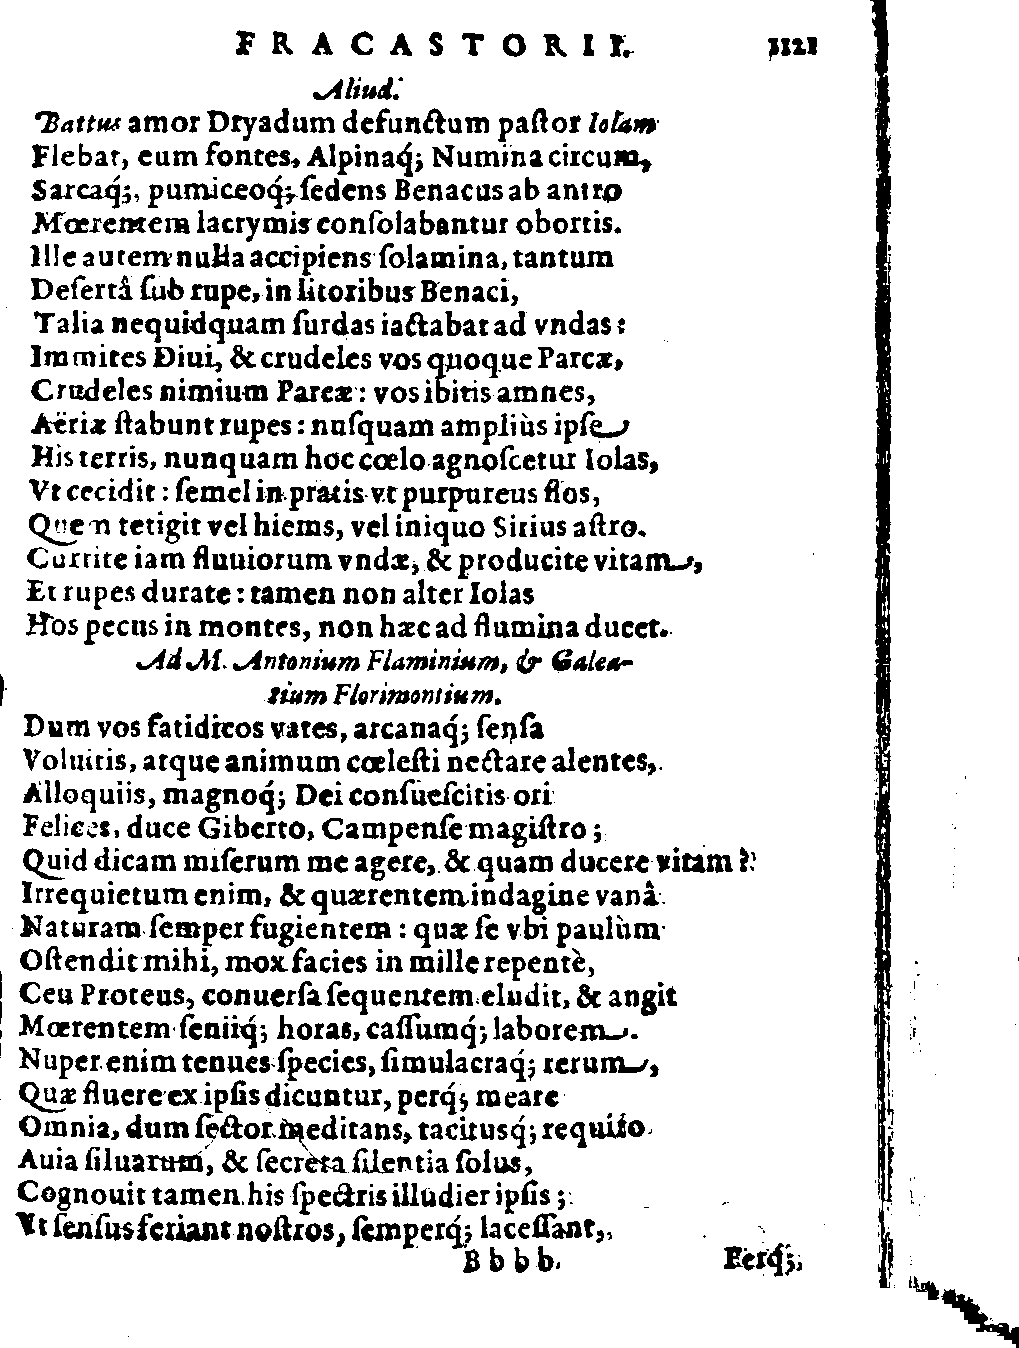 FRACASTORII. 1121
Aliud.
Battus amor Dryadum defunctum pastor Iolam
Flebat, cum fontes, Alpinaq́; Numina circum,
Sarcaq́;, pumiceoq́; sedens Benacus ab antro
Mœrentem lacrymis consolabantur obortis.
Ille autem nulla accipiens solamina, tantum
Desertâ sub rupe, in litoribus Benaci,
Talia nequidquam surdas iactabat ad vndas:
Immites Diui, & crudeles vos quoque Parcæ,
Crudeles nimium Parcæ: vos ibitis amnes,
Aëriæ stabunt rupes: nusquam ampliùs ipse
His terris, nunquam hoc cœlo agnoscetur Iolas,
Vt cecidit: semel in pratis vt purpureus flos,
Quem tetigit vel hiems, vel iniquo Sirius astro.
Currite iam fluuiorum vndæ, & producite vitam,
Et rupes durate: tamen non alter Iolas
Hos pecus in montes, non hæc ad flumina ducet.
Ad M. Antonium Flaminium, & Galea-
tium Florimontium.
Dum vos fatidicos vates, arcanaq́; sensa
Voluitis, atque animum cœlesti nectare alentes,
Alloquiis, magnoq́; Dei consuescitis ori
Felices, duce Giberto, Campense magistro;
Quid dicam miserum me agere, & quam ducere vitam?
Irrequietum enim, & quærentem indagine vanâ
Naturam semper fugientem: quæ se vbi paulùm
Ostendit mihi, mox facies in mille repentè,
Ceu Proteus, conuersa sequentem eludit, & angit
Mœrentem seniiq́; horas, cassumq́; laborem.
Nuper enim tenues species, simulacraq́; rerum,
Quæ fluere ex ipsis dicuntur, perq́; meare
Omnia, dum sector meditans, tacitusq́; requiro
Auia siluarum, & secreta silentia solus,
Cognouit tamen his spectris illudier ipsis;
Vt sensus feriant nostros, semperq́; lacessant,
Bbbb. Perq́;